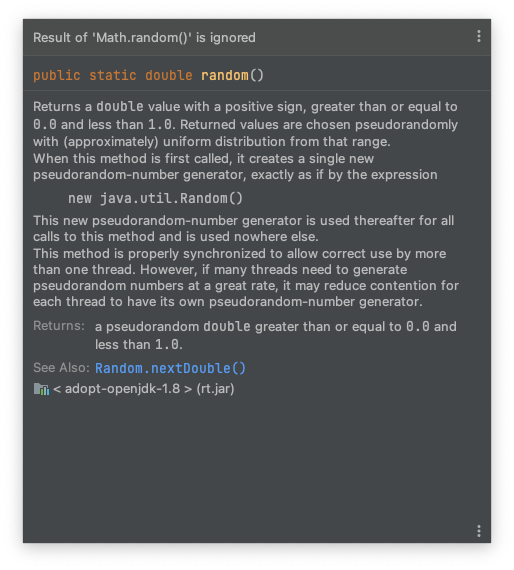 Result of 'Math.random()' is ignored
public static double random()
Returns a double value with a positive sign, greater than or equal to
0.0 and less than 1.0. Returned values are chosen pseudorandomly
with (approximately) uniform distribution from that range.
When this method is first called, it creates a single new
pseudorandom-number generator, exactly as if by the expression
new java.util.Random()
This new pseudorandom-number generator is used thereafter for all
calls to this method and is used nowhere else.
This method is properly synchronized to allow correct use by more
than one thread. However, if many threads need to generate
pseudorandom numbers at a great rate, it may reduce contention for
each thread to have its own pseudorandom-number generator.
Returns: a pseudorandom double greater than or equal to 0.0 and
less than 1.0.
See Also: Random.nextDouble()
< adopt-openjdk-1.8 > (rt.jar)